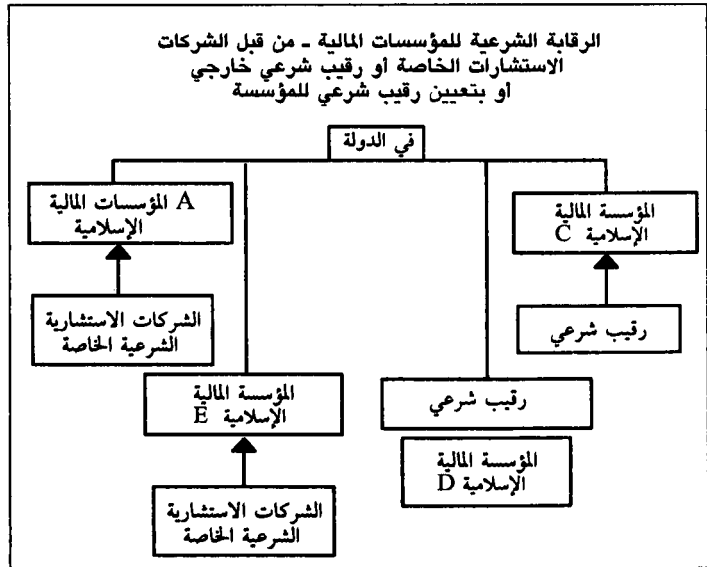 الرقابة الشرعية للمؤسسات المالية ـ من قبل الشركات
الاستشارات الخاصة أو رقيب شرعي خارجي
أو بتعيين رقيب شرعي للمؤسسة
في الدولة
المؤسسة المالية
الإسلامية C
رقيب شرعي
A المؤسسات المالية
الإسلامية
الشركات الاستشارية
الشرعية الخاصة
رقيب شرعي
المؤسسة المالية
الإسلامية D
المؤسسة المالية
الإسلامية E
الشركات الاستشارية
الشرعية الخاصة